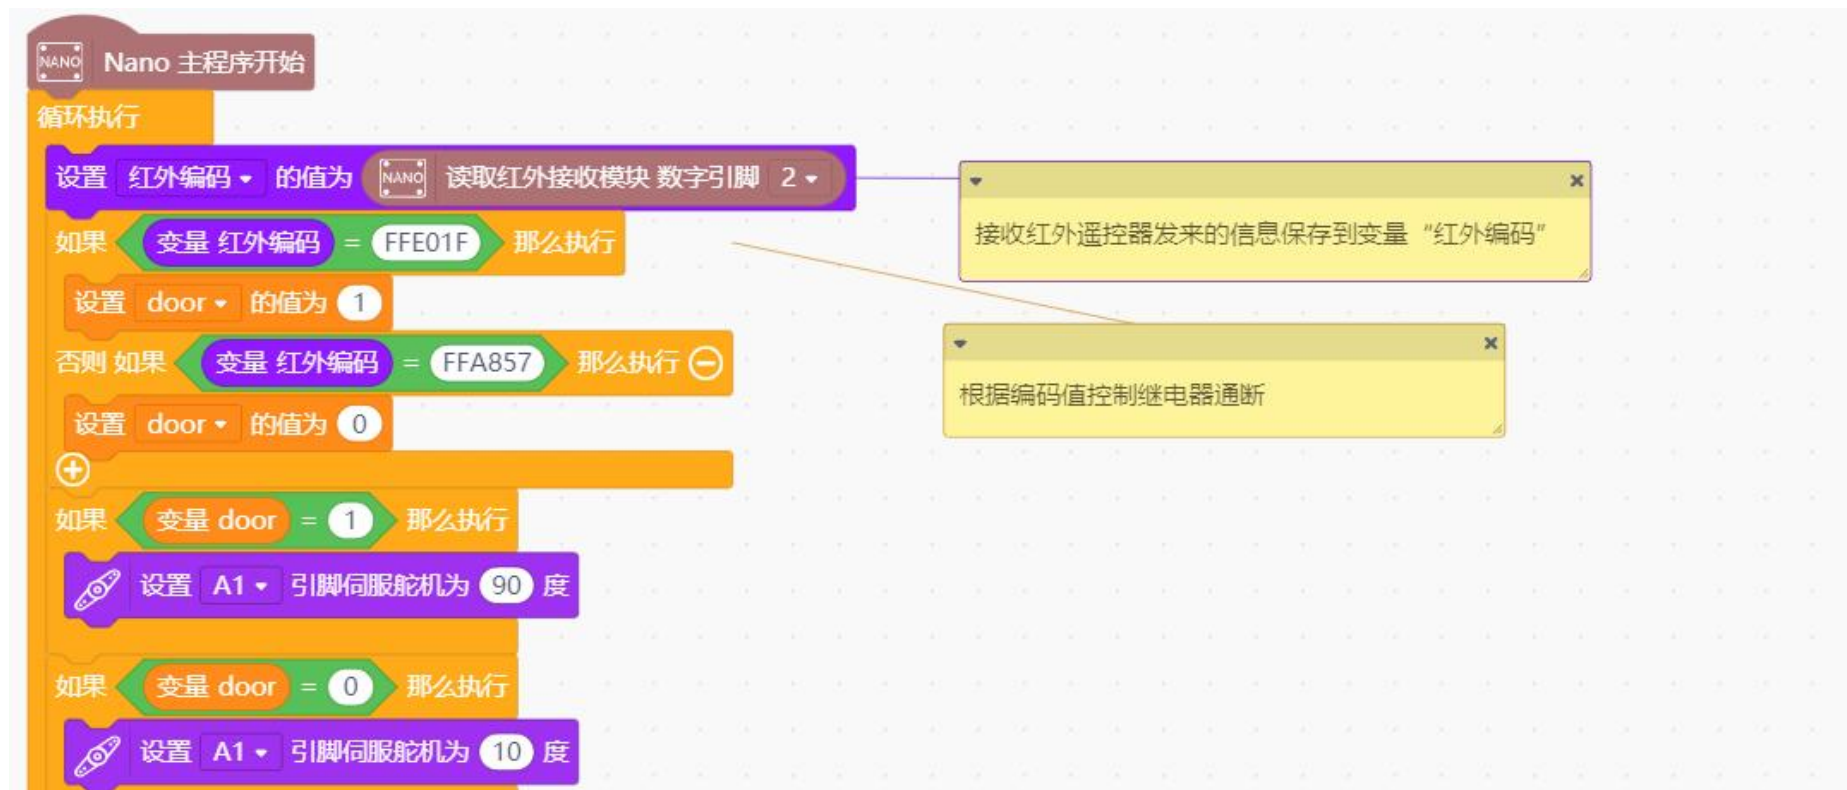 NANO Nano 主程序开始
循环执行
设置 红外编码 的值为 NANO 读取红外接收模块 数字引脚 2
接收红外遥控器发来的信息保存到变量“红外编码”
如果 变量 红外编码 = FFE01F 那么执行
设置 door 的值为 1
否则 如果 变量 红外编码 = FFA857 那么执行
根据编码值控制继电器通断
设置 door 的值为 0
如果 变量 door = 1 那么执行
设置 A1 引脚伺服舵机为 90 度
如果 变量 door = 0 那么执行
设置 A1 引脚伺服舵机为 10 度